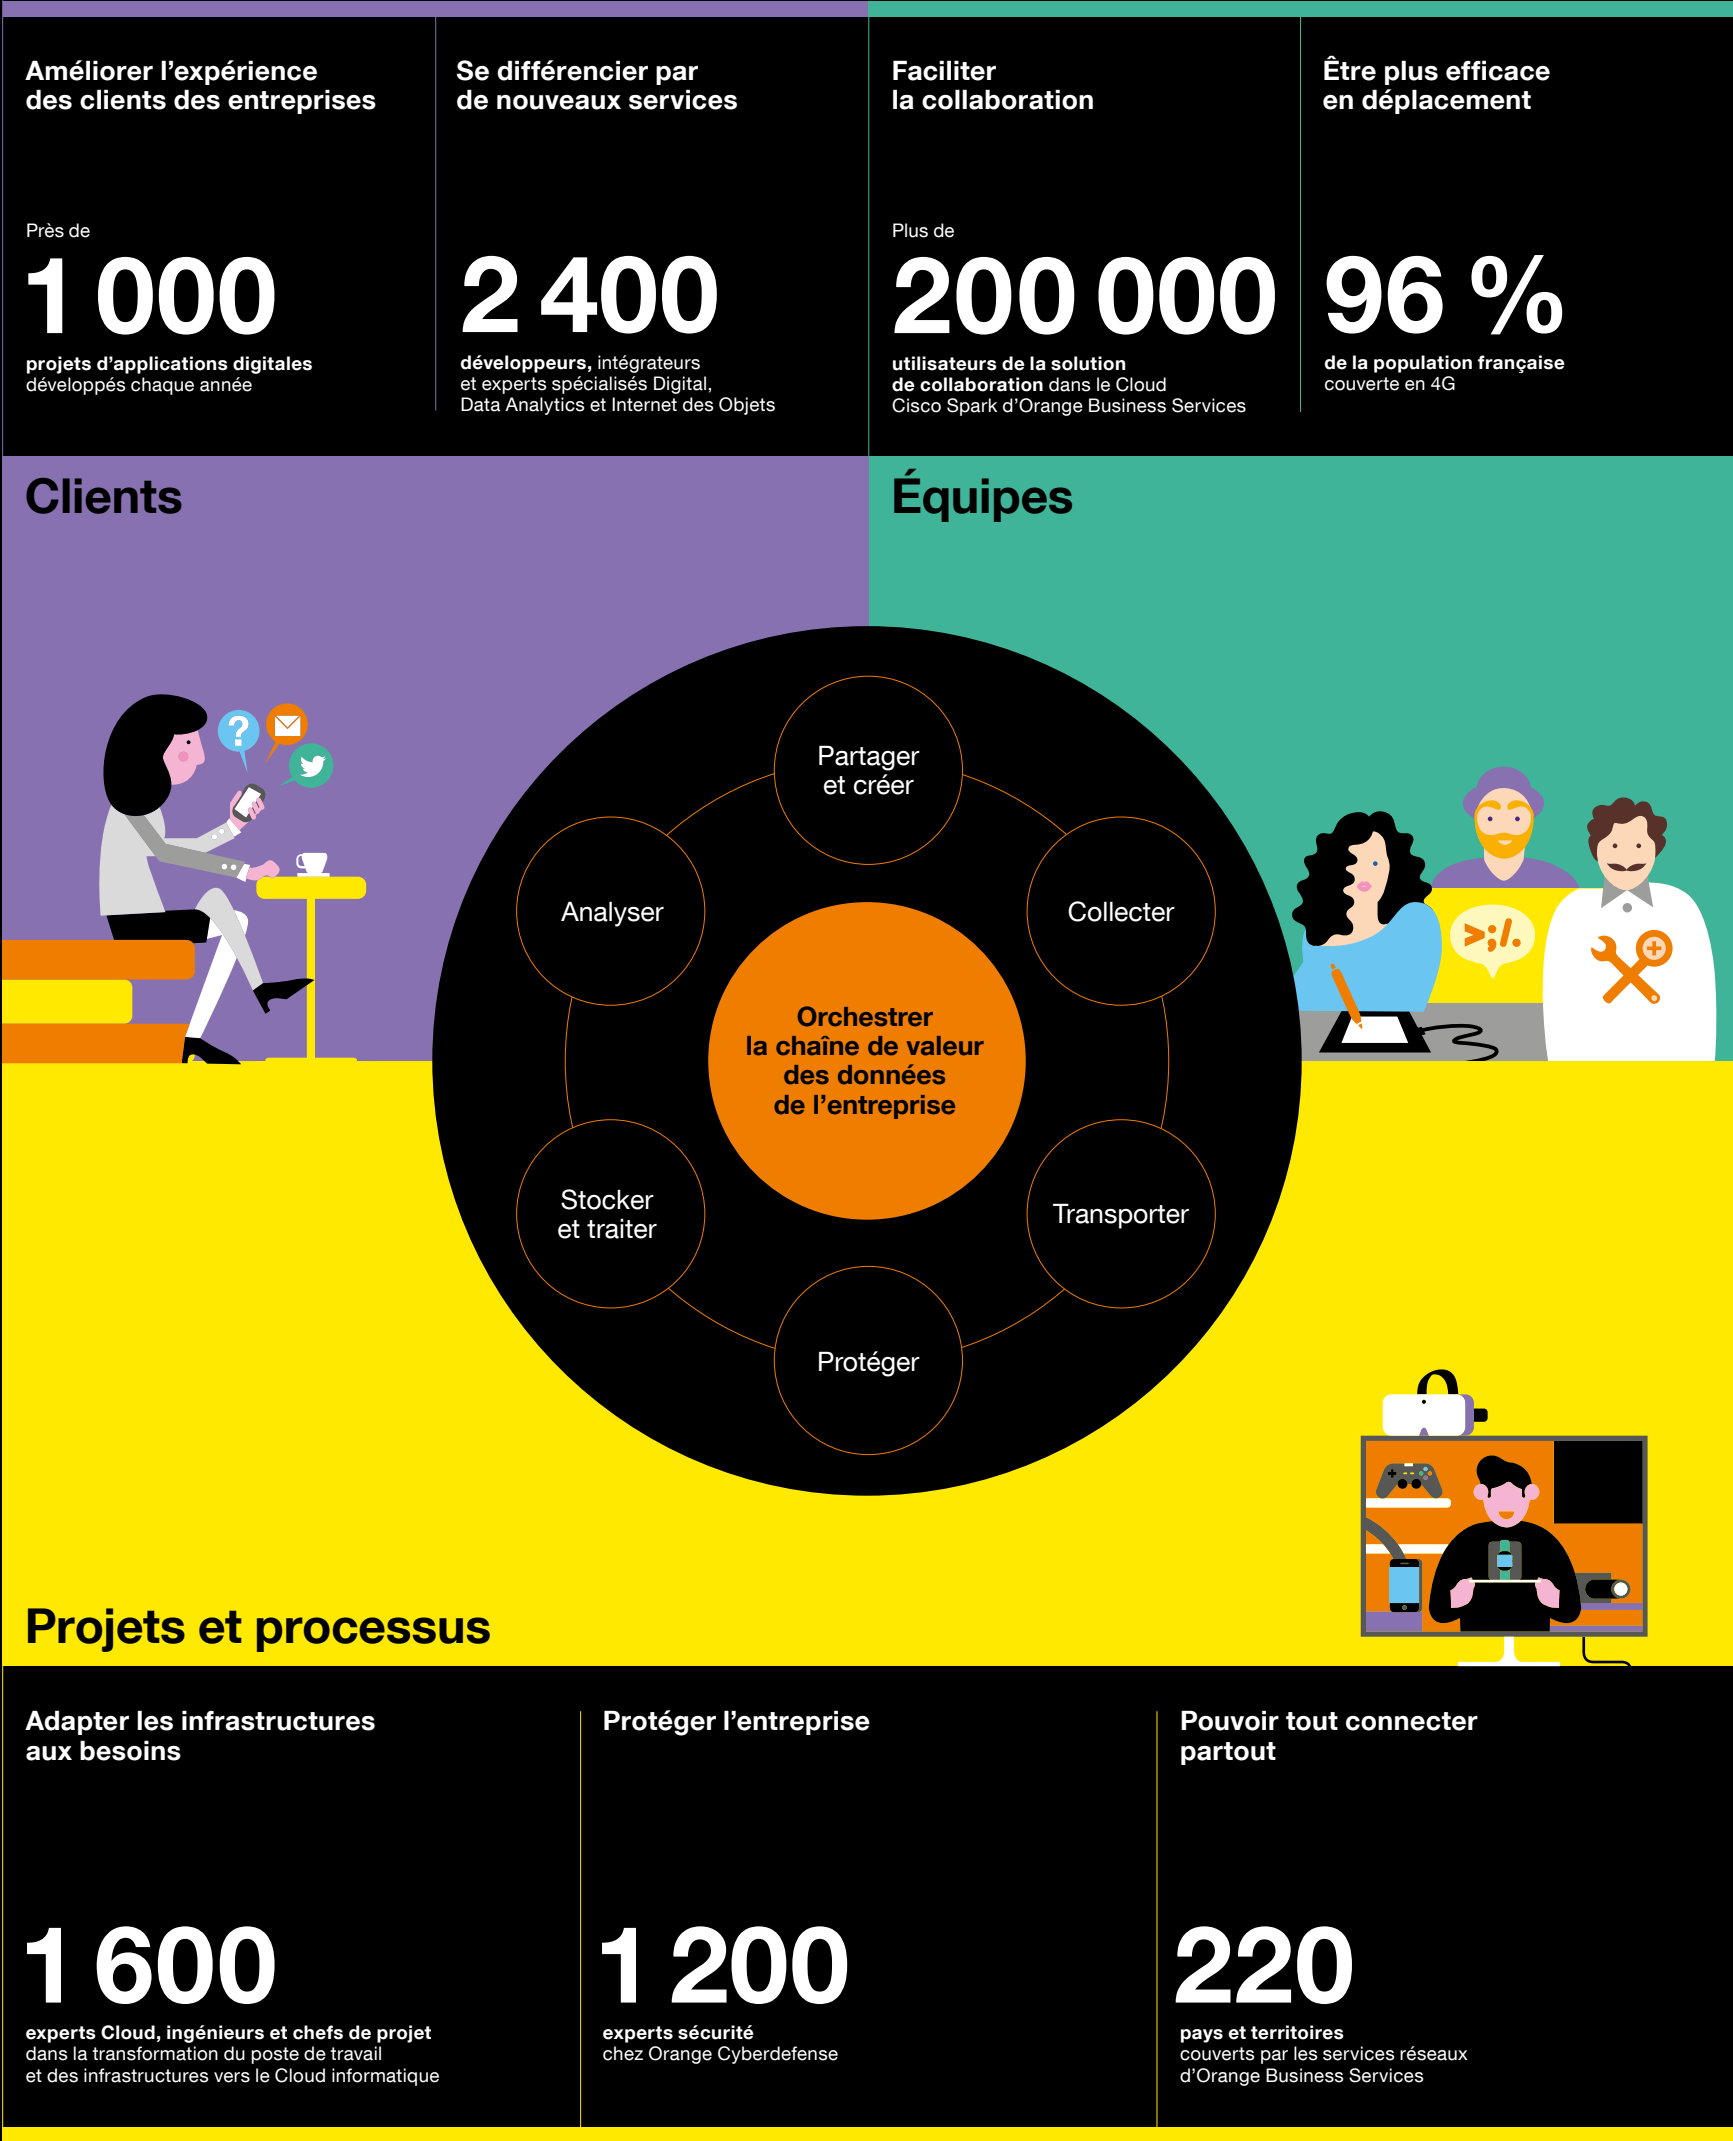 Améliorer l'expérience
des clients des entreprises
Près de
1 000
projets d'applications digitales
développés chaque année
Se différencier par
de nouveaux services
2 400
développeurs, intégrateurs
et experts spécialisés Digital,
Data Analytics et Internet des Objets
Faciliter
la collaboration
Plus de
200 000
utilisateurs de la solution
de collaboration dans le Cloud
Cisco Spark d'Orange Business Services
Être plus efficace
en déplacement
96 %
de la population française
couverte en 4G
Clients
Équipes
?
>;/.
Partager
et créer
Analyser
Collecter
Orchestrer
la chaîne de valeur
des données
de l'entreprise
Stocker
et traiter
Transporter
Protéger
Projets et processus
Adapter les infrastructures
aux besoins
1 600
experts Cloud, ingénieurs et chefs de projet
dans la transformation du poste de travail
et des infrastructures vers le Cloud informatique
Protéger l'entreprise
1 200
experts sécurité
chez Orange Cyberdefense
Pouvoir tout connecter
partout
220
pays et territoires
couverts par les services réseaux
d'Orange Business Services